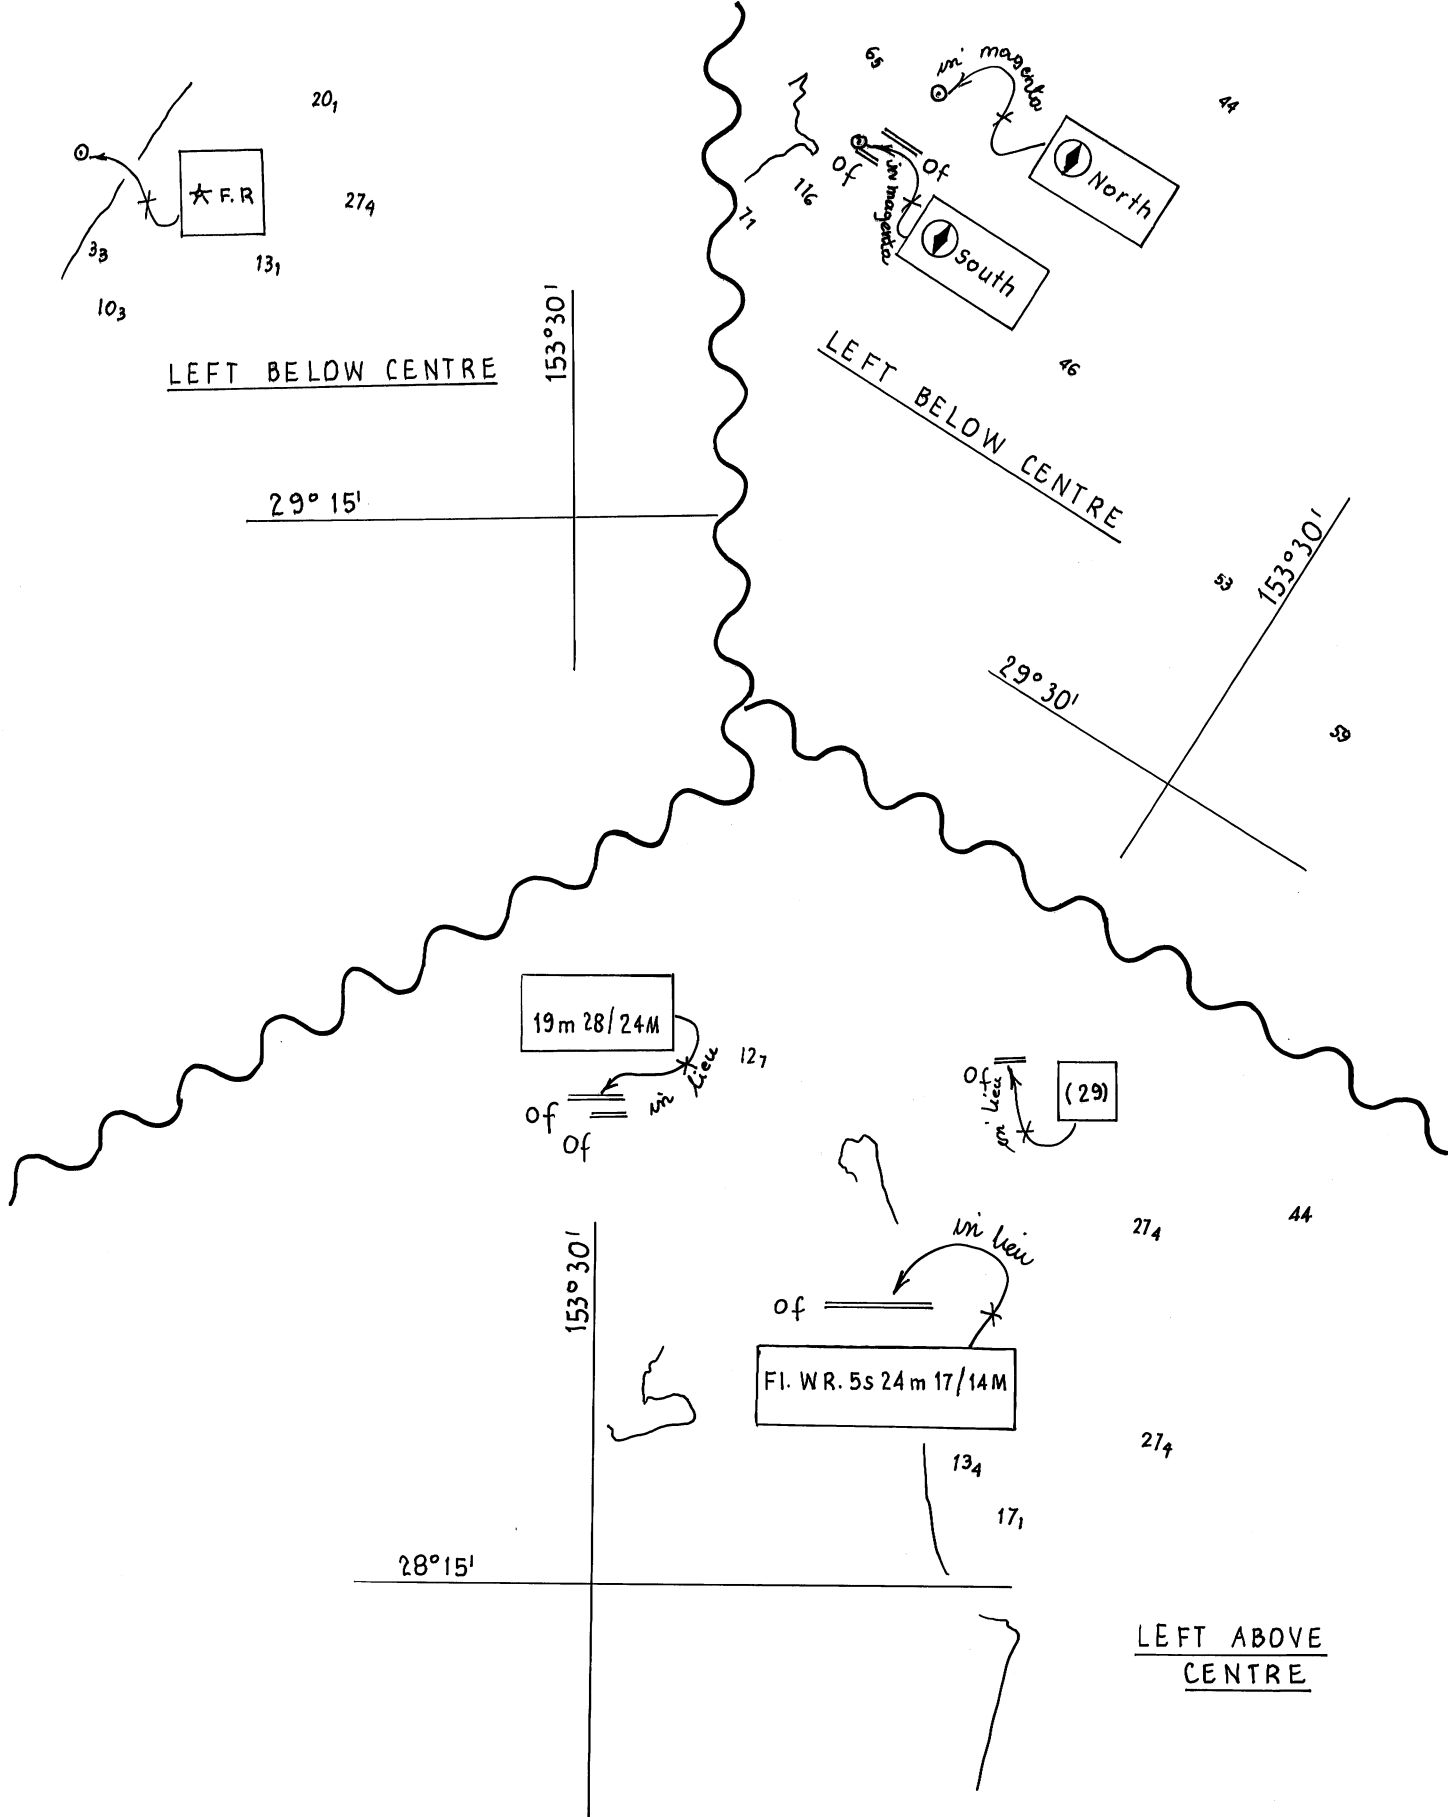 20₁
☆ F.R
27₄
3₃
13₁
10₃
153°30'
LEFT BELOW CENTRE
29° 15'
65
in magenta
44
North
Of
Of
in magenta
11₆
7₁
South
46
LEFT BELOW CENTRE
53
153°30'
29°30'
59
19m 28/24M
in lieu
12₇
Of
Of
Of
in lieu
(29)
27₄
44
in lieu
Of
153°30'
Fl. WR. 5s 24m 17/14M
27₄
13₄
17₁
28°15'
LEFT ABOVE
CENTRE